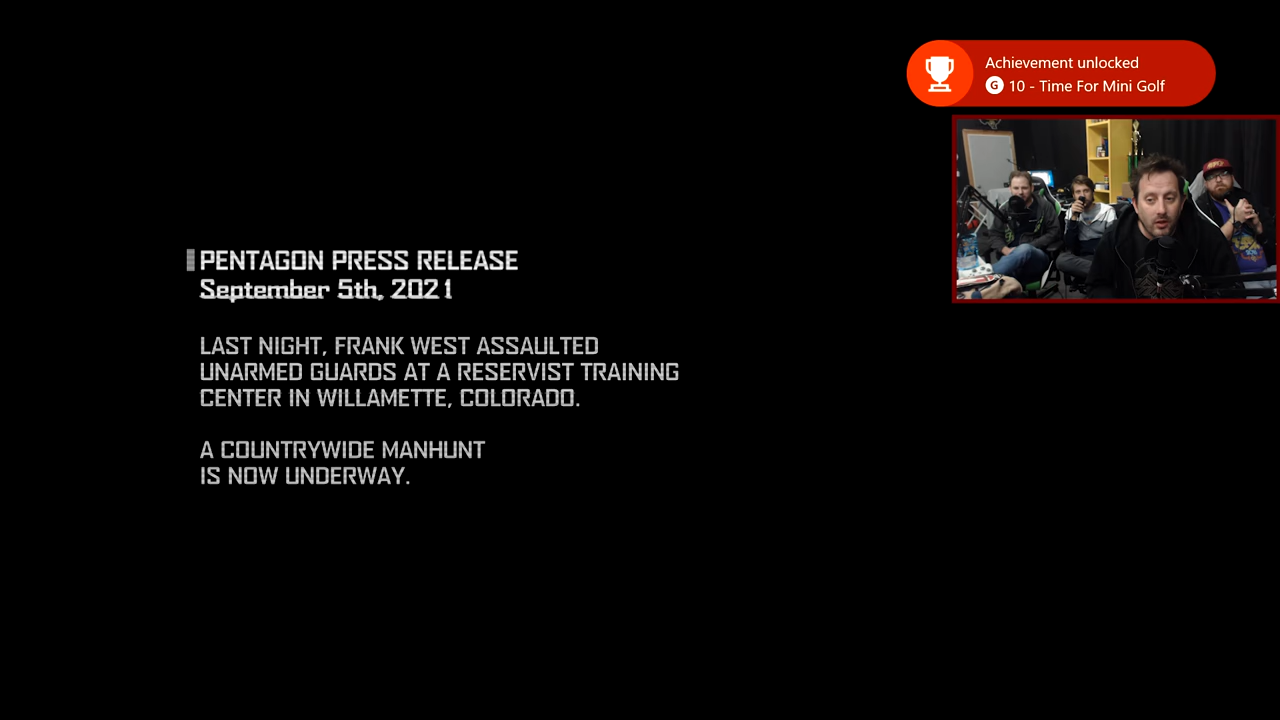 Achievement unlocked
G 10 - Time For Mini Golf
PENTAGON PRESS RELEASE
September 5th, 2021
LAST NIGHT, FRANK WEST ASSAULTED
UNARMED GUARDS AT A RESERVIST TRAINING
CENTER IN WILLAMETTE, COLORADO.
A COUNTRYWIDE MANHUNT
IS NOW UNDERWAY.